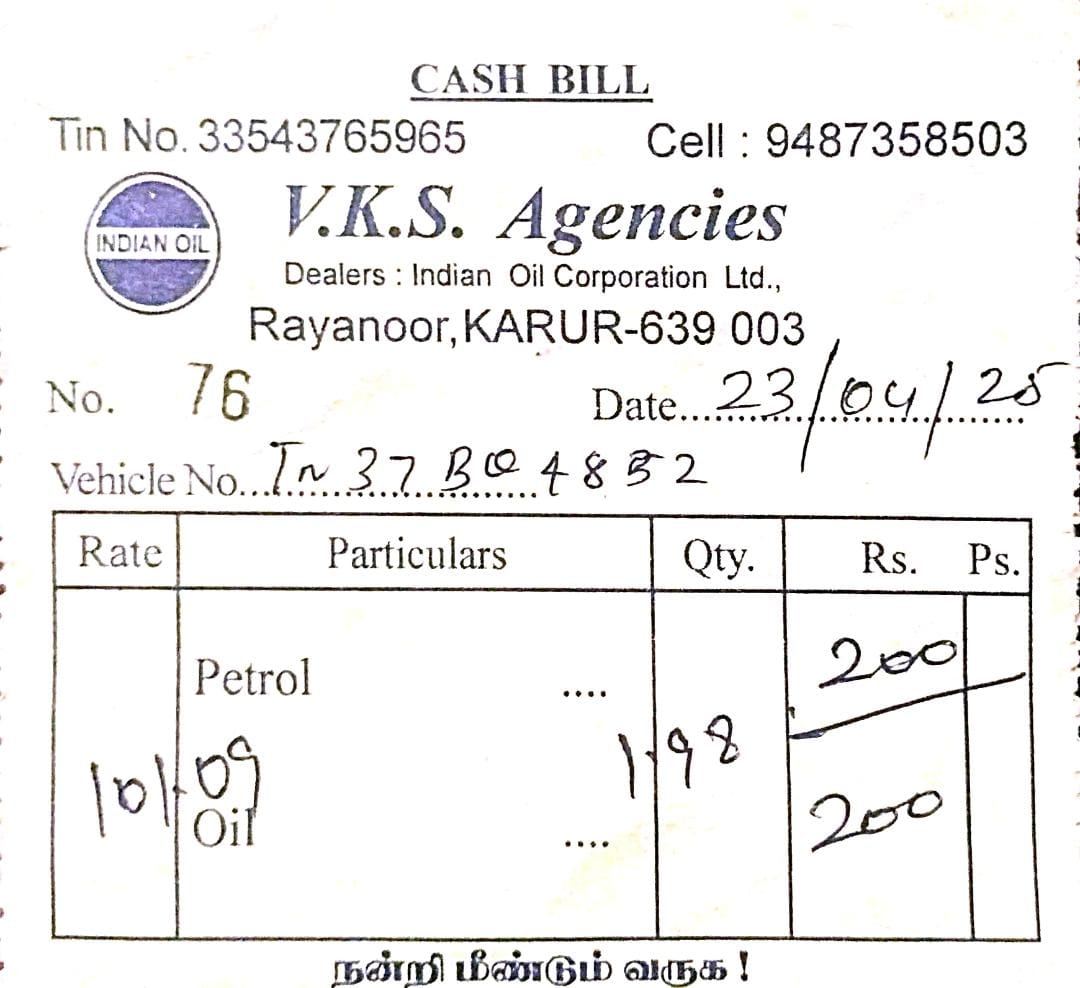 CASH BILL
Tin No. 33543765965 Cell : 9487358503
INDIAN OIL
V.K.S. Agencies
Dealers : Indian Oil Corporation Ltd.,
Rayanoor,KARUR-639 003
No. 76 Date....23/04/25
Vehicle No...Tn 37 BQ 4852
Rate Particulars Qty. Rs. Ps.
Petrol .... 200
101.09 1.98
Oil .... 200
நன்றி மீண்டும் வருக !